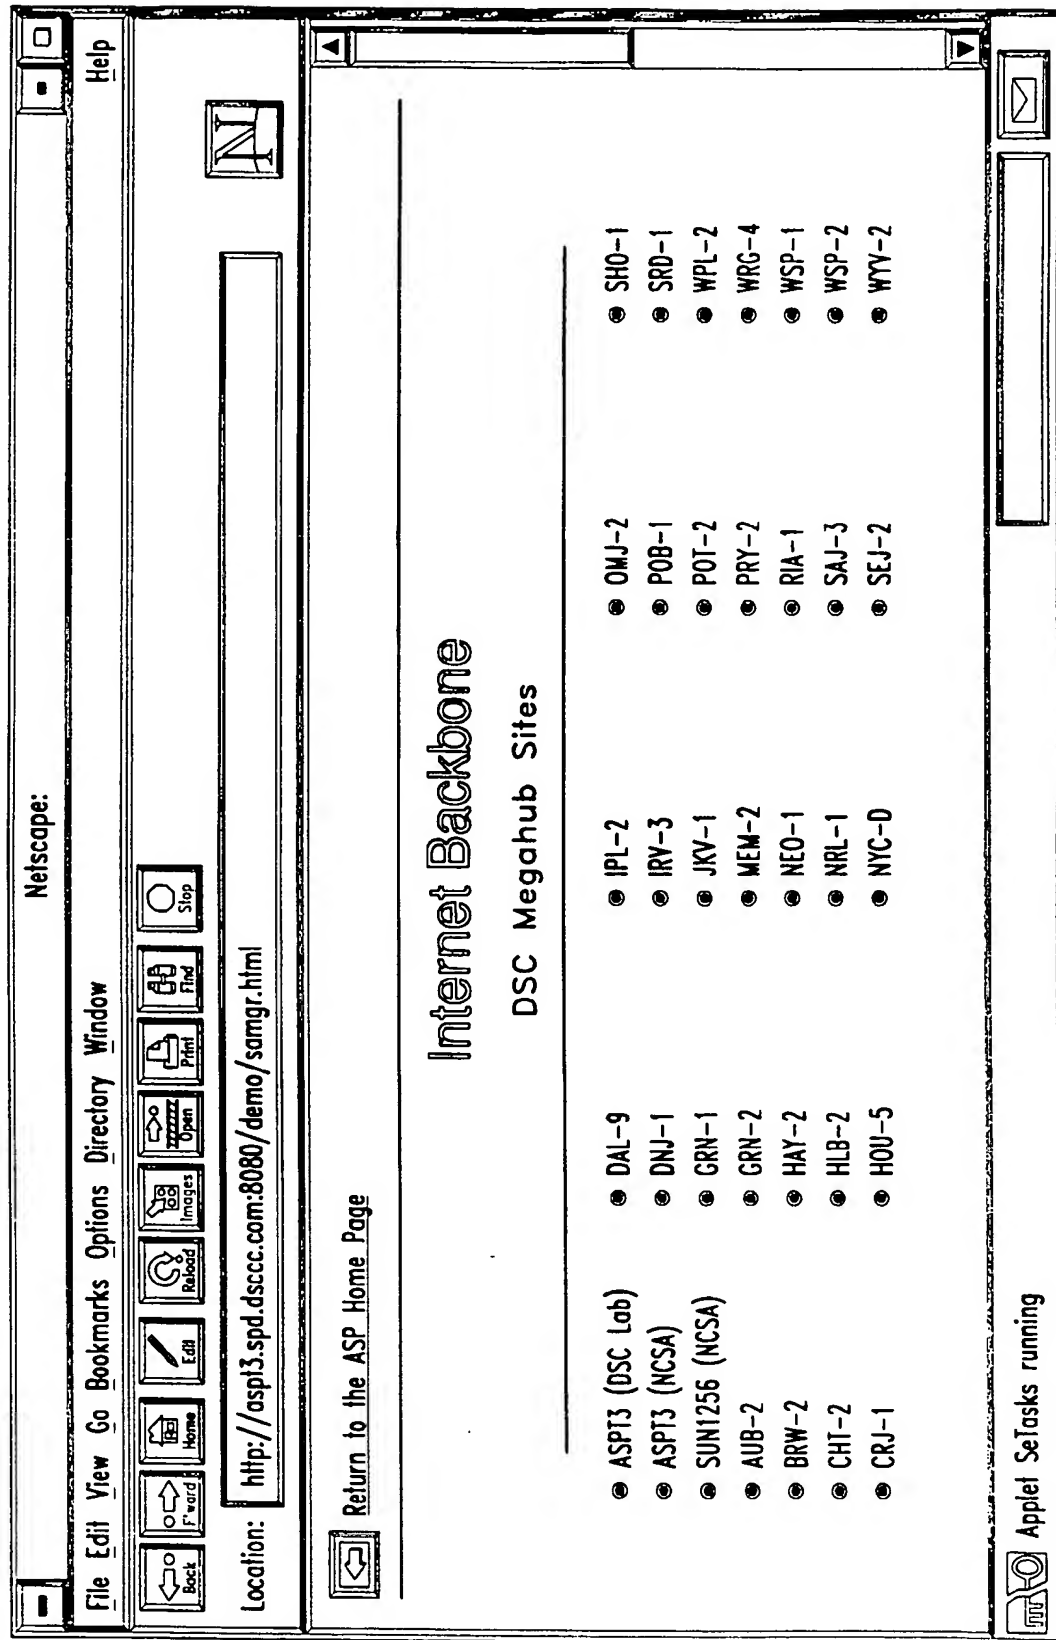 Netscape:
File Edit View Go Bookmarks Options Directory Window Help
Back F'ward Home Edit Reload Images Open Print Find Stop
Location: http://aspt3.spd.dsccc.com:8080/demo/samgr.html
N
Return to the ASP Home Page
Internet Backbone
DSC Megahub Sites
ASPT3 (DSC Lab) DAL-9 IPL-2 OMJ-2 SHO-1
ASPT3 (NCSA) DNJ-1 IRV-3 POB-1 SRD-1
SUN1256 (NCSA) GRN-1 JKV-1 POT-2 WPL-2
AUB-2 GRN-2 MEM-2 PRY-2 WRG-4
BRW-2 HAY-2 NEO-1 RIA-1 WSP-1
CHT-2 HLB-2 NRL-1 SAJ-3 WSP-2
CRJ-1 HOU-5 NYC-D SEJ-2 WYV-2
Applet SeTasks running